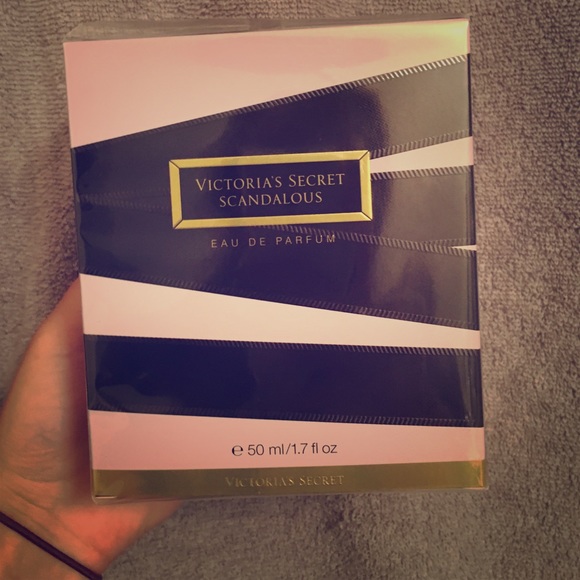 VICTORIA'S SECRET
SCANDALOUS
EAU DE PARFUM
℮ 50 ml/1.7 fl oz
VICTORIA'S SECRET